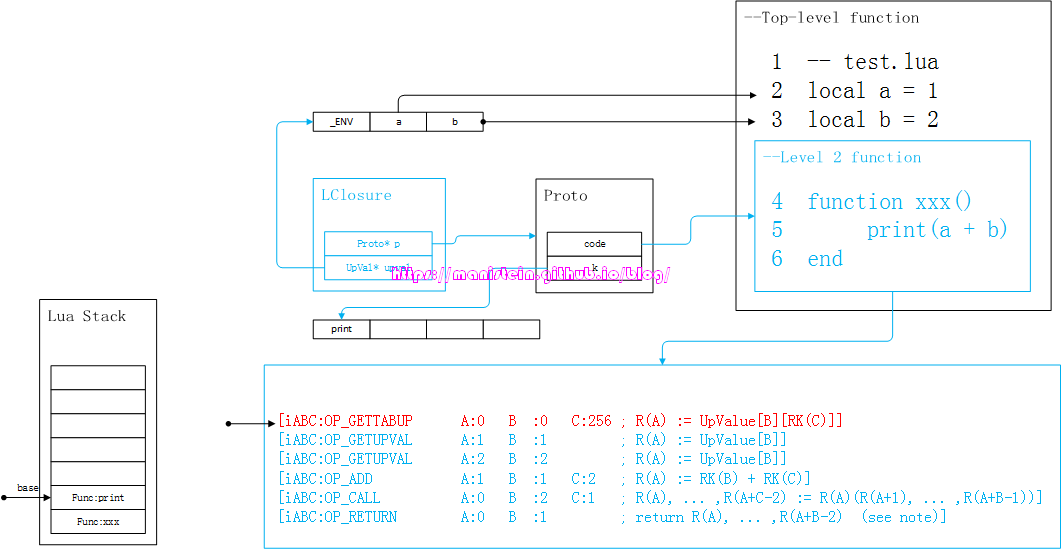 --Top-level function
1 -- test.lua
2 local a = 1
3 local b = 2
--Level 2 function
4 function xxx()
5 print(a + b)
6 end
_ENV a b
LClosure
Proto* p
UpVal* upval
Proto
code
k
https://manistein.github.io/blog/
print
Lua Stack
base
Func:print
Func:xxx
[iABC:OP_GETTABUP A:0 B :0 C:256 ; R(A) := UpValue[B][RK(C)]]
[iABC:OP_GETUPVAL A:1 B :1 ; R(A) := UpValue[B]]
[iABC:OP_GETUPVAL A:2 B :2 ; R(A) := UpValue[B]]
[iABC:OP_ADD A:1 B :1 C:2 ; R(A) := RK(B) + RK(C)]
[iABC:OP_CALL A:0 B :2 C:1 ; R(A), ... ,R(A+C-2) := R(A)(R(A+1), ... ,R(A+B-1))]
[iABC:OP_RETURN A:0 B :1 ; return R(A), ... ,R(A+B-2) (see note)]